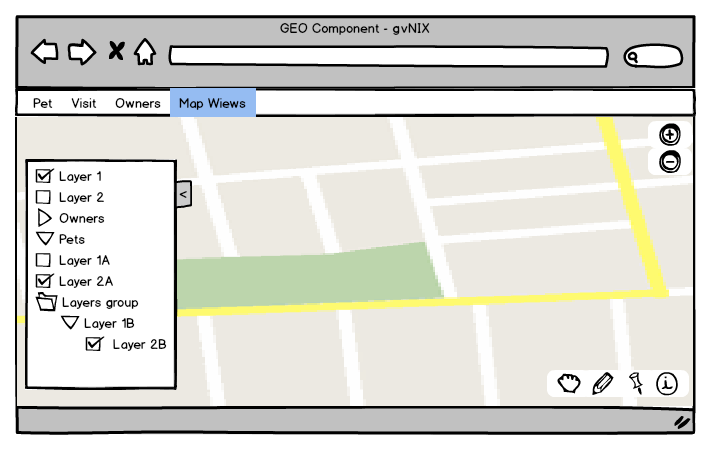 GEO Component - gvNIX
Pet Visit Owners Map Wiews
Layer 1
<
Layer 2
Owners
Pets
Layer 1A
Layer 2A
Layers group
Layer 1B
Layer 2B